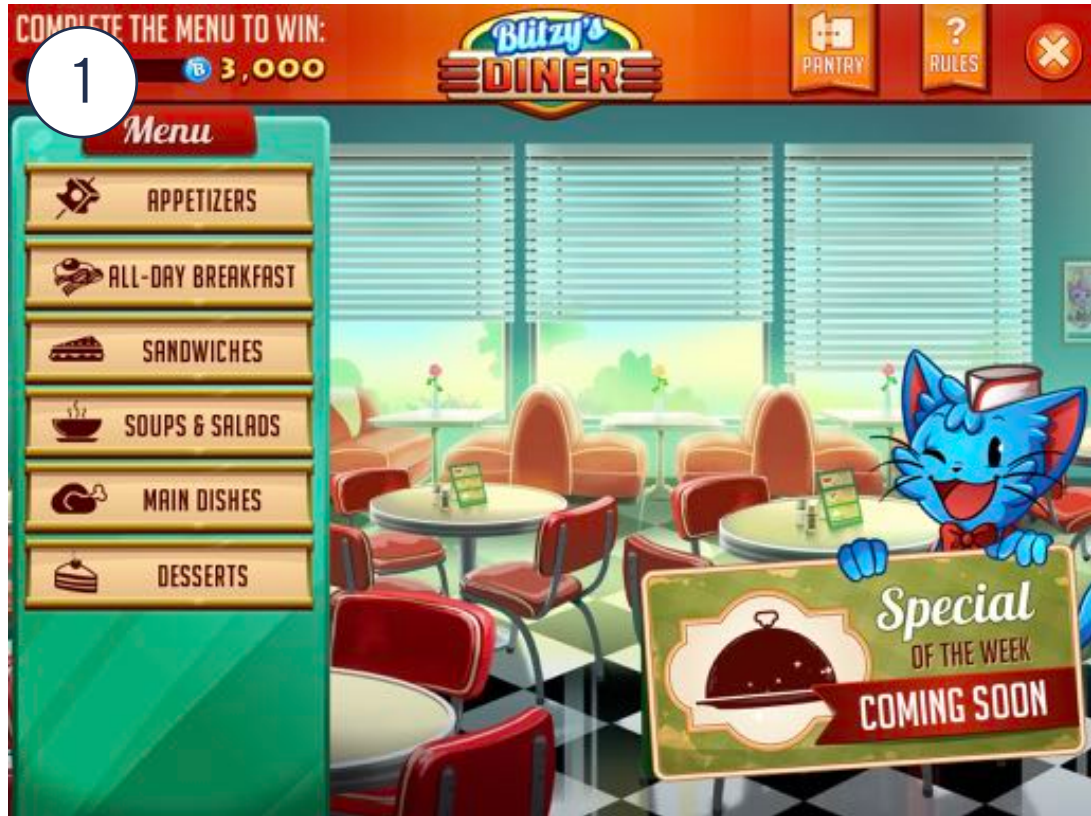 COMPLETE THE MENU TO WIN:
1
B 3,000
Blitzy's
DINER
PANTRY
?
RULES
Menu
APPETIZERS
ALL-DAY BREAKFAST
SANDWICHES
SOUPS & SALADS
MAIN DISHES
DESSERTS
Special
OF THE WEEK
COMING SOON